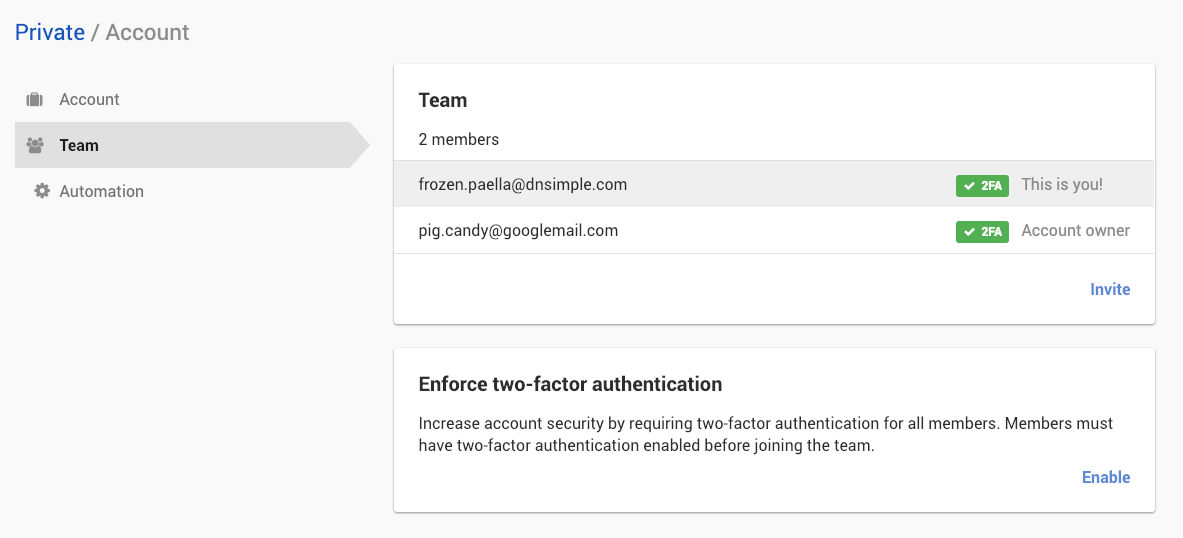 Private / Account
Account
Team
Automation
Team
2 members
frozen.paella@dnsimple.com 2FA This is you!
pig.candy@googlemail.com 2FA Account owner
Invite
Enforce two-factor authentication
Increase account security by requiring two-factor authentication for all members. Members must
have two-factor authentication enabled before joining the team.
Enable